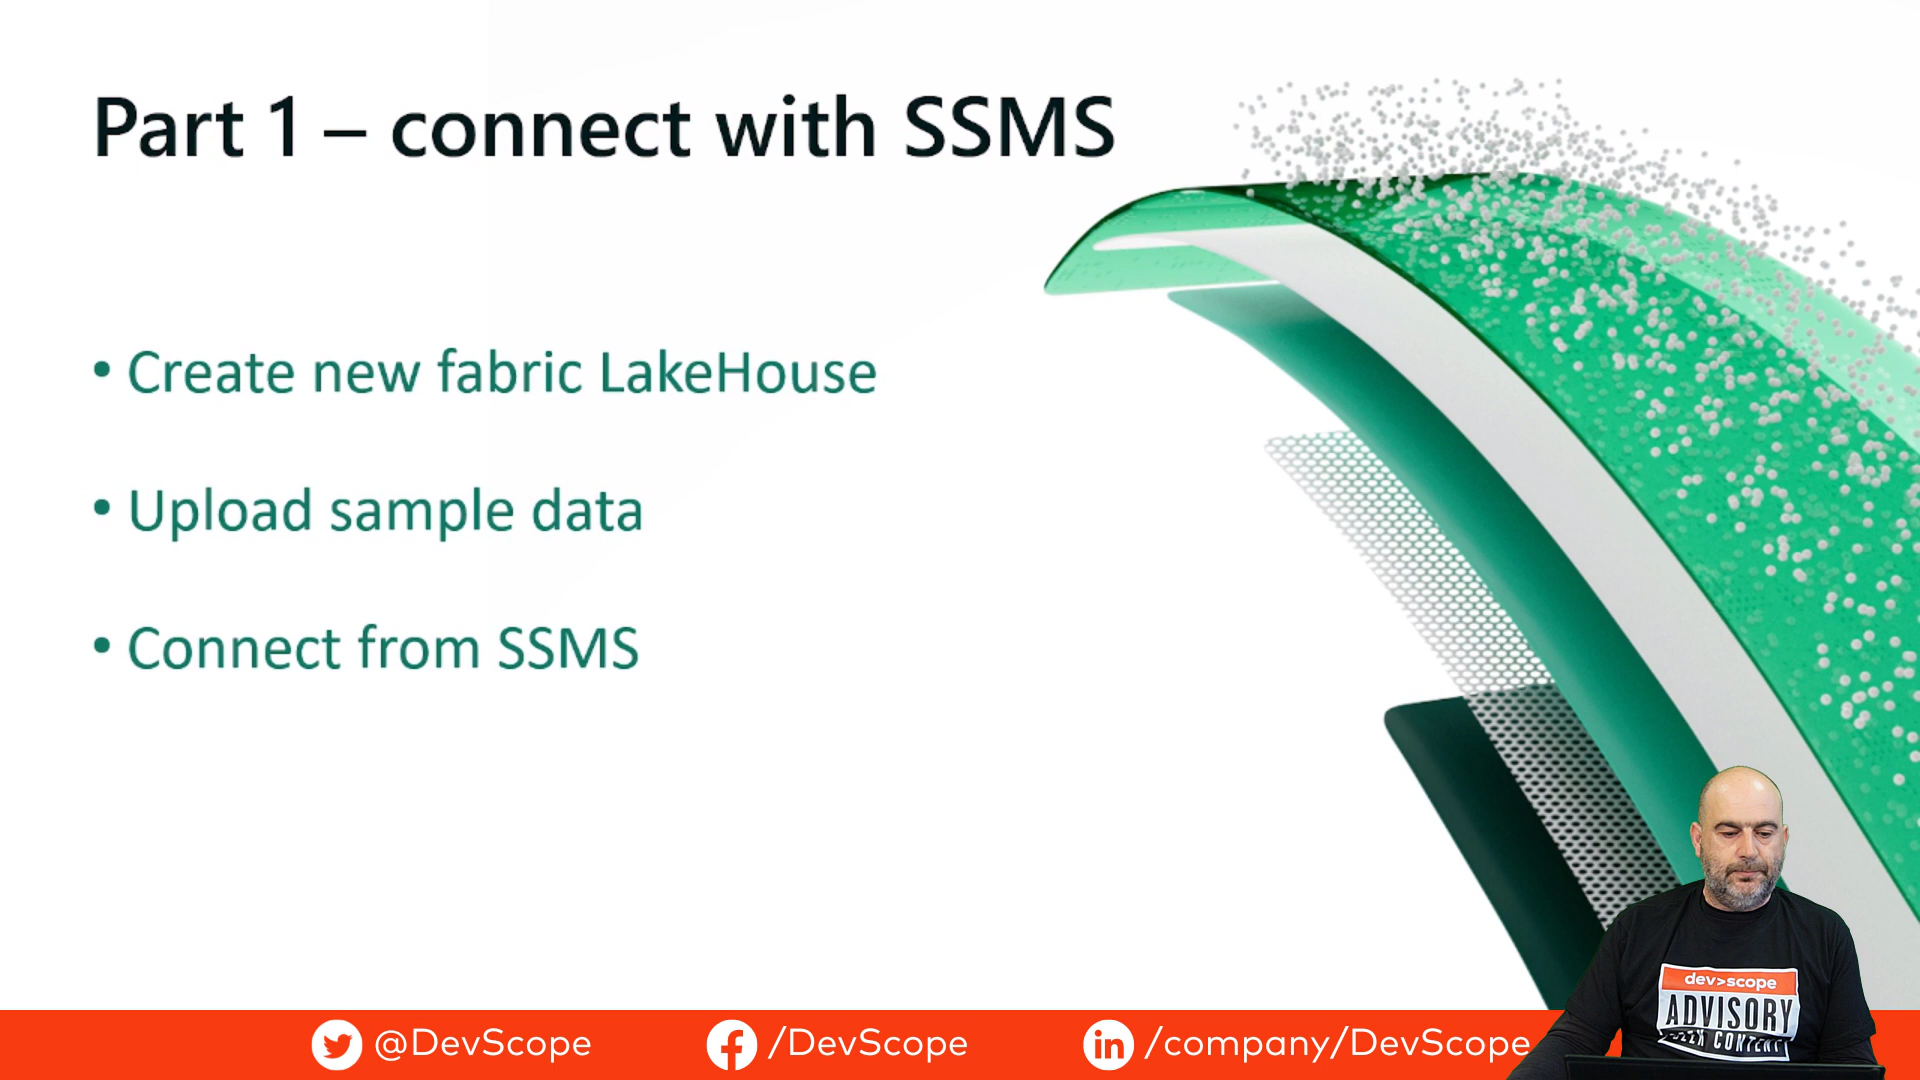 Part 1 – connect with SSMS
• Create new fabric LakeHouse
• Upload sample data
• Connect from SSMS
dev>scope
ADVISORY
CONTENT
@DevScope
/DevScope
/company/DevScope